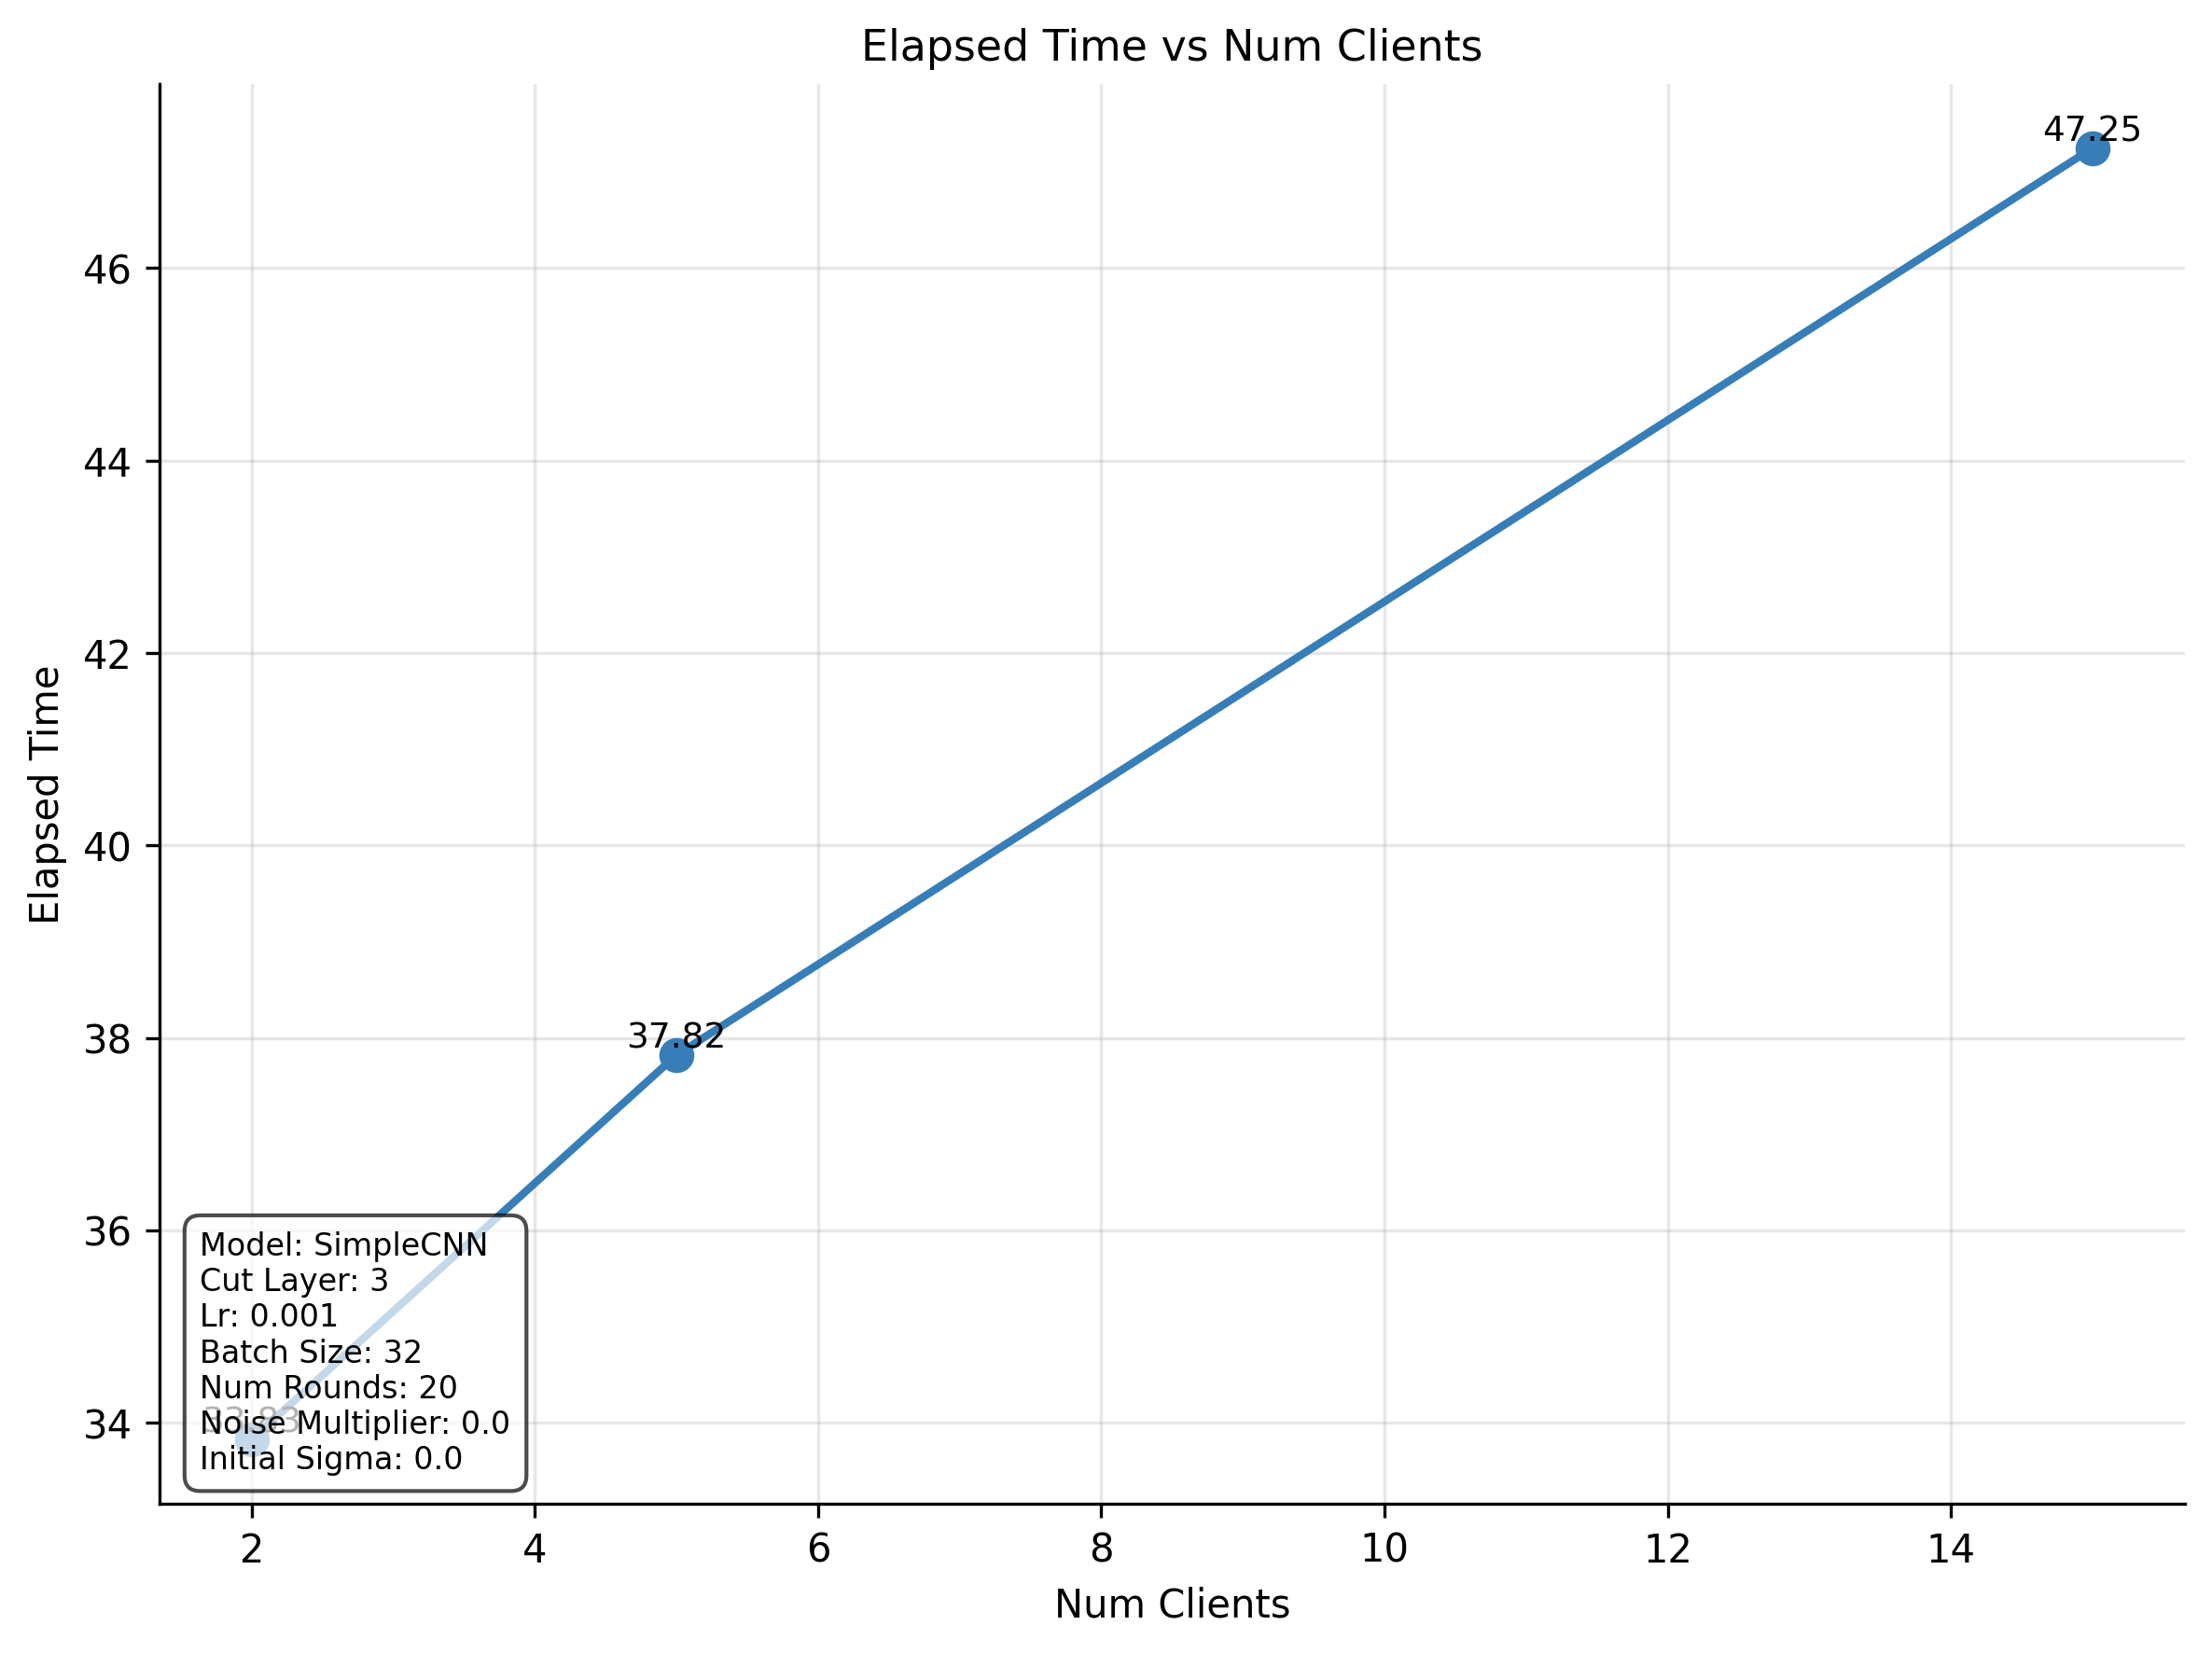 Elapsed Time vs Num Clients
47.25
46
44
42
40
38
36
34
Elapsed Time
37.82
Model: SimpleCNN
Cut Layer: 3
Lr: 0.001
Batch Size: 32
Num Rounds: 20
33.83
Noise Multiplier: 0.0
Initial Sigma: 0.0
2 4 6 8 10 12 14
Num Clients